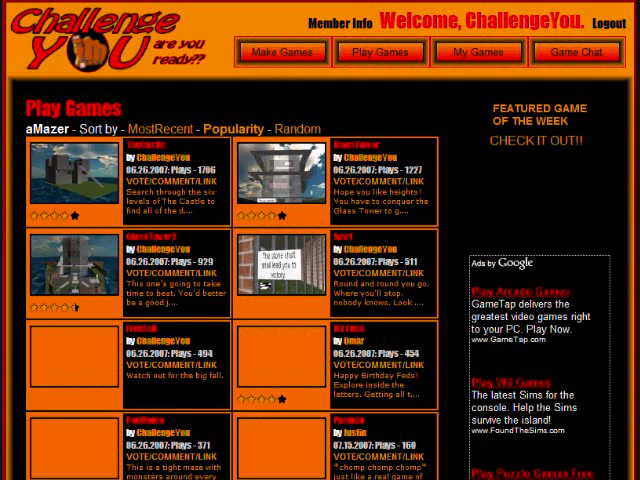 Challenge
YOU
are you
ready??
Member Info Welcome, ChallengeYou. Logout
Make Games Play Games My Games Game Chat
Play Games
aMazer - Sort by - MostRecent - Popularity - Random
by ChallengeYou
06.26.2007: Plays - 1706
VOTE/COMMENT/LINK
Search through the six
levels of The Castle to
find all of the d....
by ChallengeYou
06.26.2007: Plays - 1227
VOTE/COMMENT/LINK
Hope you like heights!
You have to conquer the
Glass Tower to g....
GlassTower2
by ChallengeYou
06.26.2007: Plays - 929
VOTE/COMMENT/LINK
This one's going to take
time to beat. You'd better
be a good j....
by ChallengeYou
06.26.2007: Plays - 511
VOTE/COMMENT/LINK
Round and round you go.
Where you'll stop,
nobody knows. Look ....
by ChallengeYou
06.26.2007: Plays - 494
VOTE/COMMENT/LINK
Watch out for the big fall.
by Omar
06.26.2007: Plays - 454
VOTE/COMMENT/LINK
Happy Birthday Feds!
Explore inside the
letters. Getting all t....
by ChallengeYou
06.26.2007: Plays - 371
VOTE/COMMENT/LINK
This is a tight maze with
monsters around every
by Justin
07.15.2007: Plays - 160
VOTE/COMMENT/LINK
*chomp chomp chomp*
just like a real game of
FEATURED GAME
OF THE WEEK
CHECK IT OUT!!
Ads by Google
Play Arcade Games
GameTap delivers the
greatest video games right
to your PC. Play Now.
www.GameTap.com
Play Wii Games
The latest Sims for the
console. Help the Sims
survive the island!
www.FoundTheSims.com
Play Puzzle Games Free